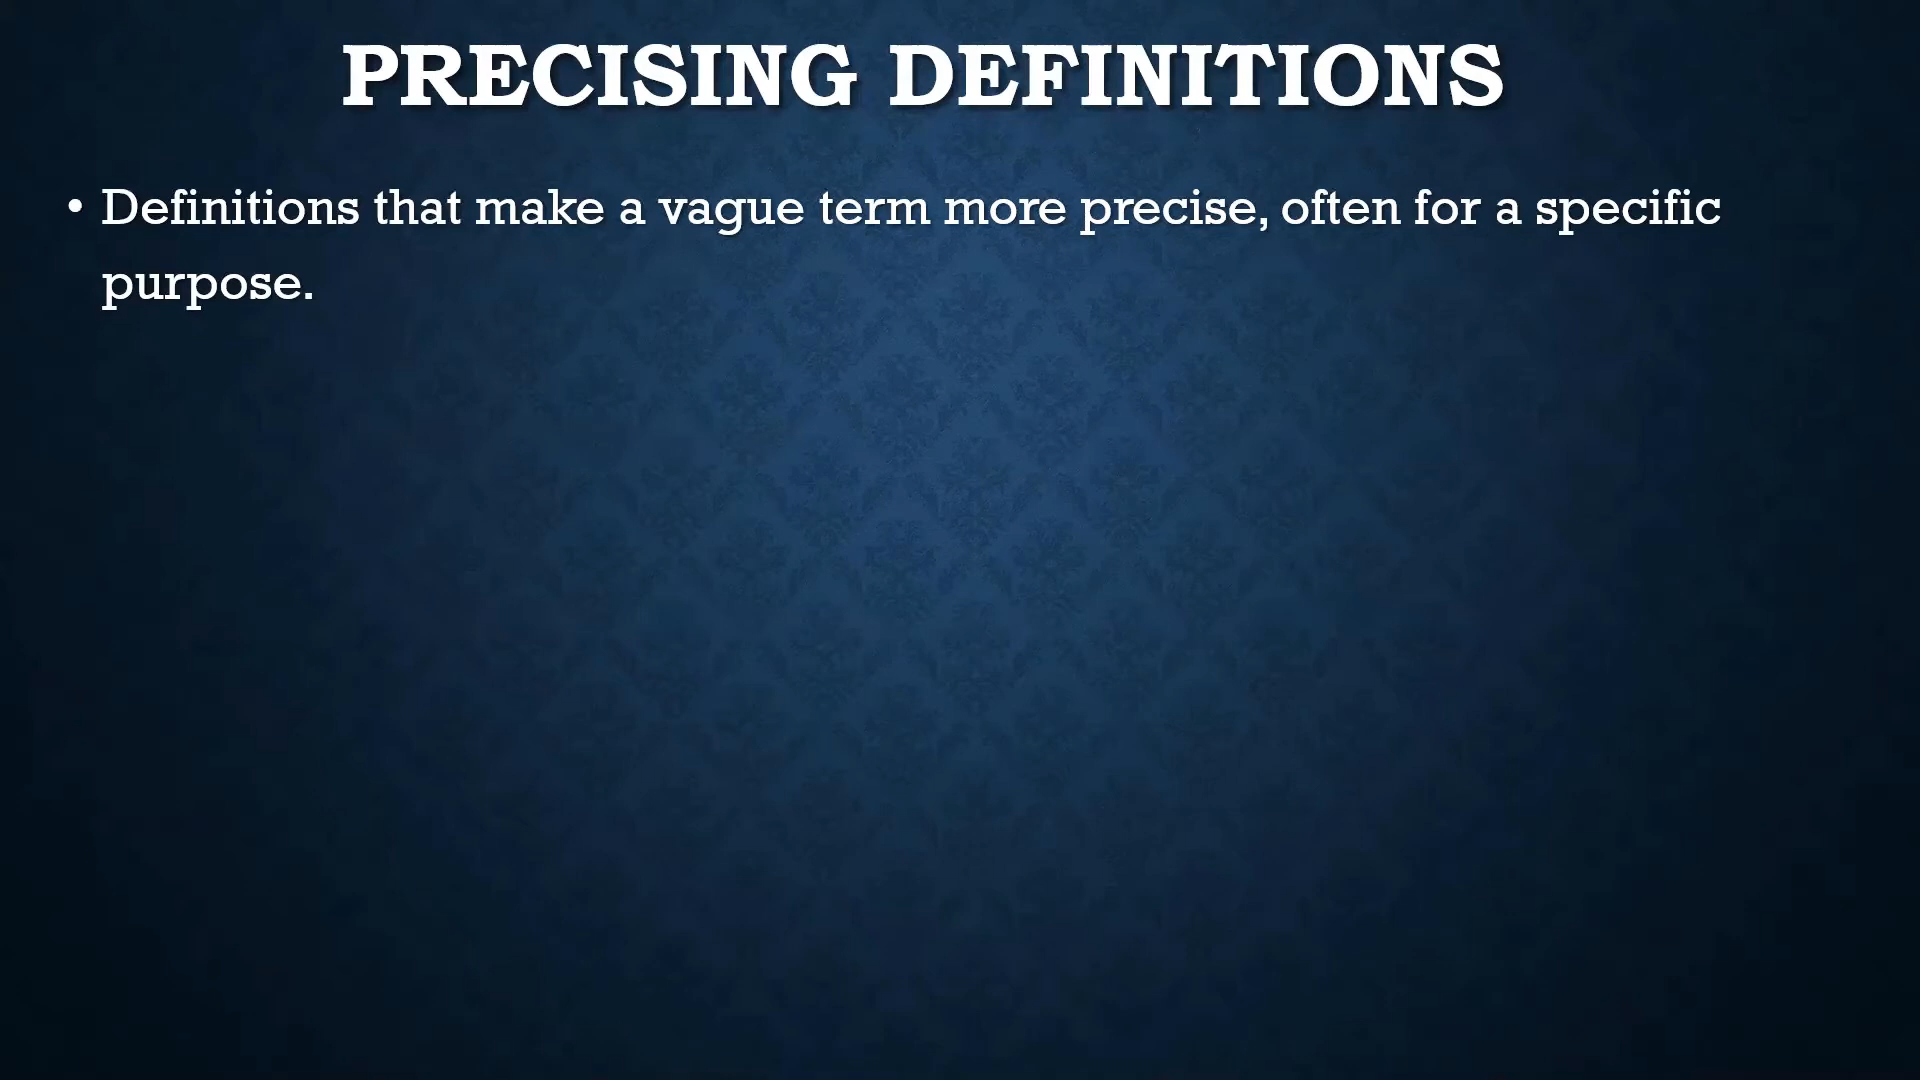 PRECISING DEFINITIONS
• Definitions that make a vague term more precise, often for a specific
purpose.